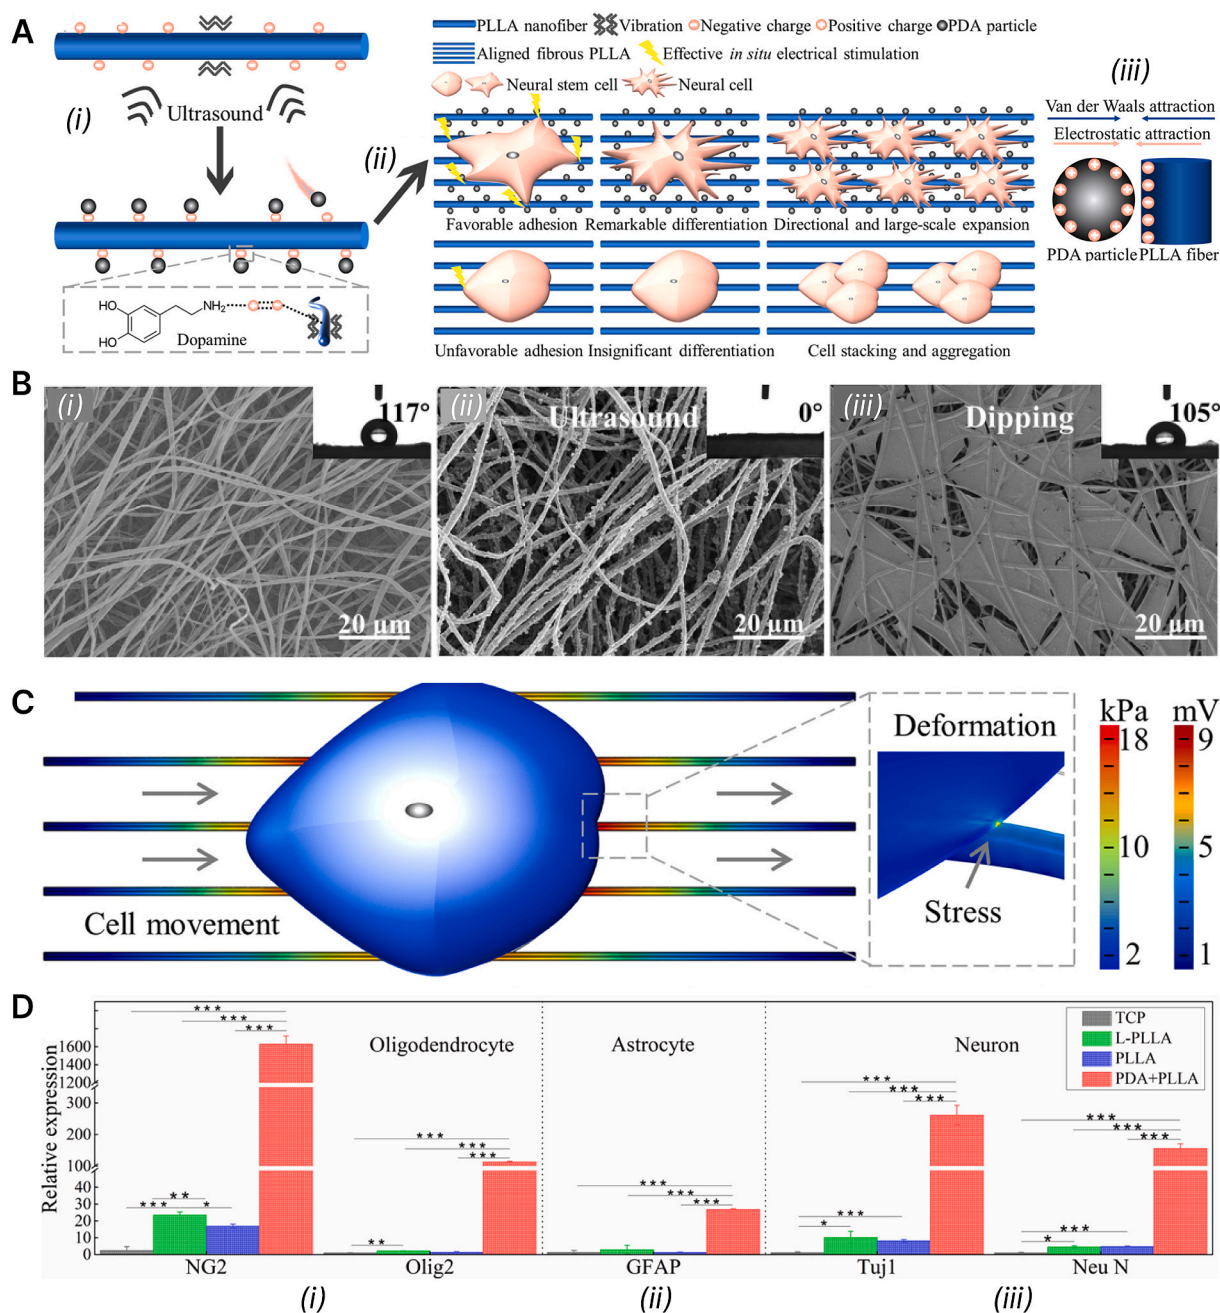 A
PLLA nanofiber Vibration Negative charge Positive charge PDA particle
Aligned fibrous PLLA Effective in situ electrical stimulation
Neural stem cell Neural cell
(i)
Ultrasound
HO
HO
NH₂
Dopamine
(ii)
Favorable adhesion Remarkable differentiation Directional and large-scale expansion
Unfavorable adhesion Insignificant differentiation Cell stacking and aggregation
(iii)
Van der Waals attraction
Electrostatic attraction
PDA particle PLLA fiber
B
(i)
117°
20 μm
(ii)
Ultrasound
0°
20 μm
(iii)
Dipping
105°
20 μm
C
Cell movement
Deformation
Stress
kPa
18
10
2
mV
9
5
1
D
Relative expression
1600
1200
300
200
100
50
40
30
20
10
0
Oligodendrocyte
Astrocyte
Neuron
TCP
L-PLLA
PLLA
PDA+PLLA
*** *** *** *** ** *
*** *** *** **
*** *** ***
*** *** *** *** *
*** *** *** *** *
NG2 Olig2 GFAP Tuj1 Neu N
(i) (ii) (iii)